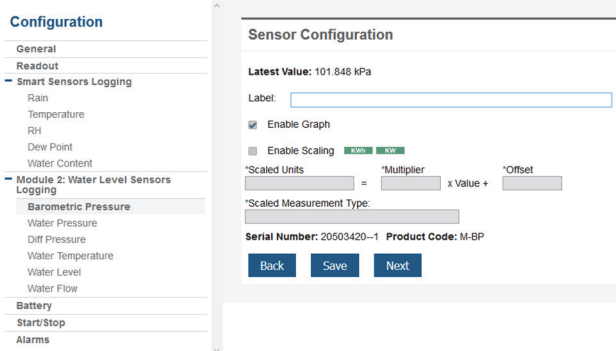 Configuration
General
Readout
Smart Sensors Logging
Rain
Temperature
RH
Dew Point
Water Content
Module 2: Water Level Sensors
Logging
Barometric Pressure
Water Pressure
Diff Pressure
Water Temperature
Water Level
Water Flow
Battery
Start/Stop
Alarms
Sensor Configuration
Latest Value: 101.848 kPa
Label:
Enable Graph
Enable Scaling KWh KW
*Scaled Units *Multiplier *Offset
= x Value +
*Scaled Measurement Type:
Serial Number: 20503420--1 Product Code: M-BP
Back Save Next